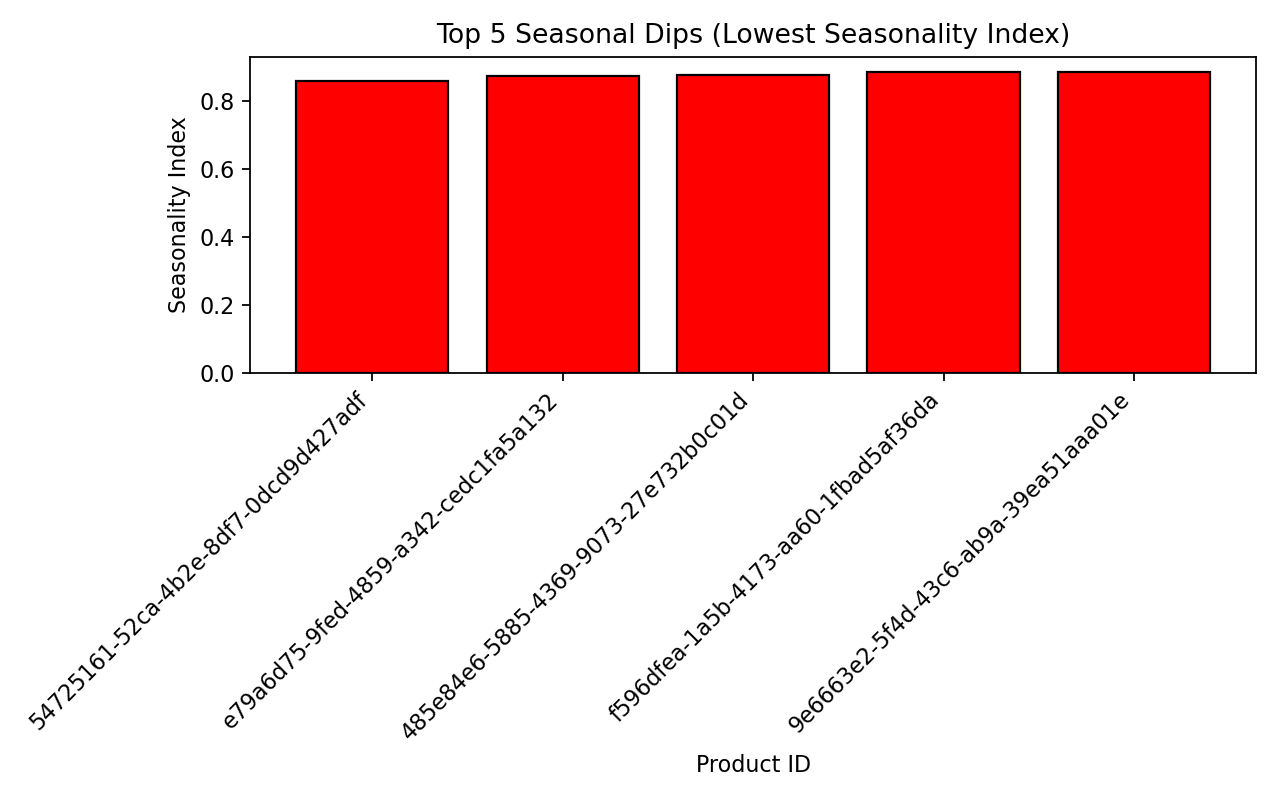 Top 5 Seasonal Dips (Lowest Seasonality Index)
Seasonality Index
0.8
0.6
0.4
0.2
0.0
54725161-52ca-4b2e-8df7-0dcd9d427adf
e79a6d75-9fed-4859-a342-cedc1fa5a132
485e84e6-5885-4369-9073-27e732b0c01d
f596dfea-1a5b-4173-aa60-1fbad5af36da
9e6663e2-5f4d-43c6-ab9a-39ea51aaa01e
Product ID